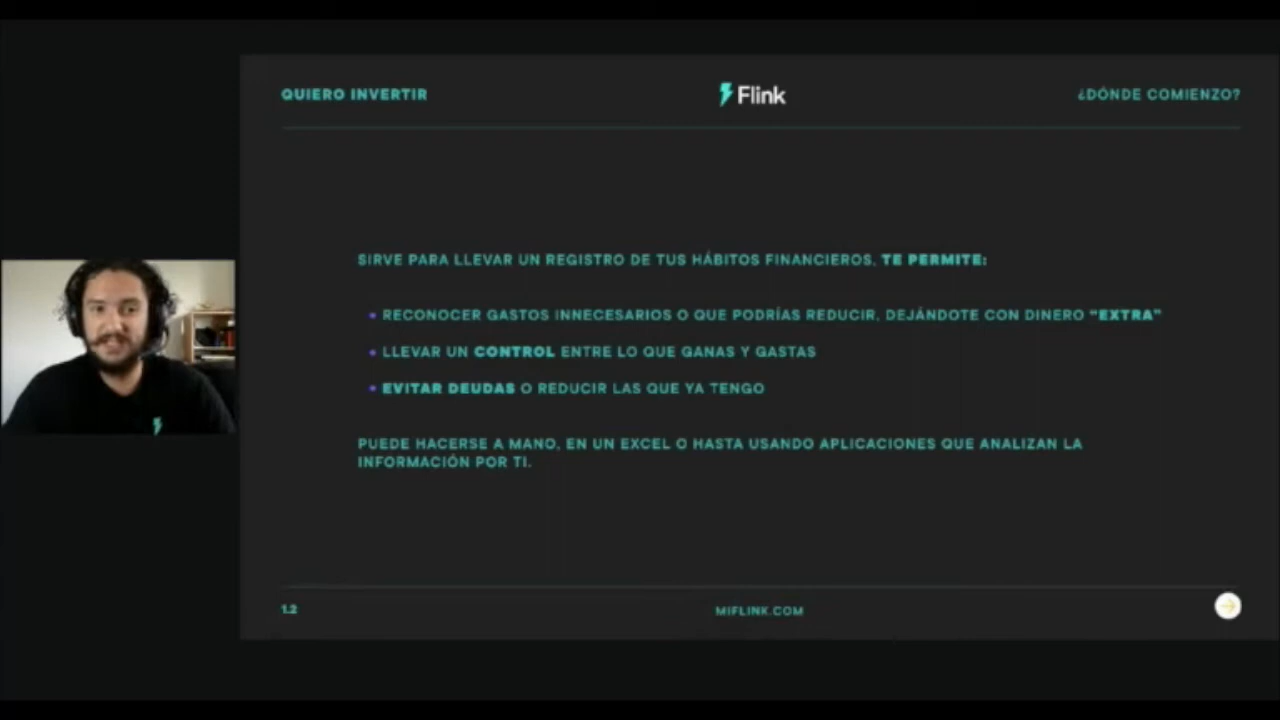 QUIERO INVERTIR
Flink
¿DÓNDE COMIENZO?
SIRVE PARA LLEVAR UN REGISTRO DE TUS HÁBITOS FINANCIEROS, TE PERMITE:
• RECONOCER GASTOS INNECESARIOS O QUE PODRÍAS REDUCIR, DEJÁNDOTE CON DINERO “EXTRA”
• LLEVAR UN CONTROL ENTRE LO QUE GANAS Y GASTAS
• EVITAR DEUDAS O REDUCIR LAS QUE YA TENGO
PUEDE HACERSE A MANO, EN UN EXCEL O HASTA USANDO APLICACIONES QUE ANALIZAN LA
INFORMACIÓN POR TI.
1.2
MIFLINK.COM